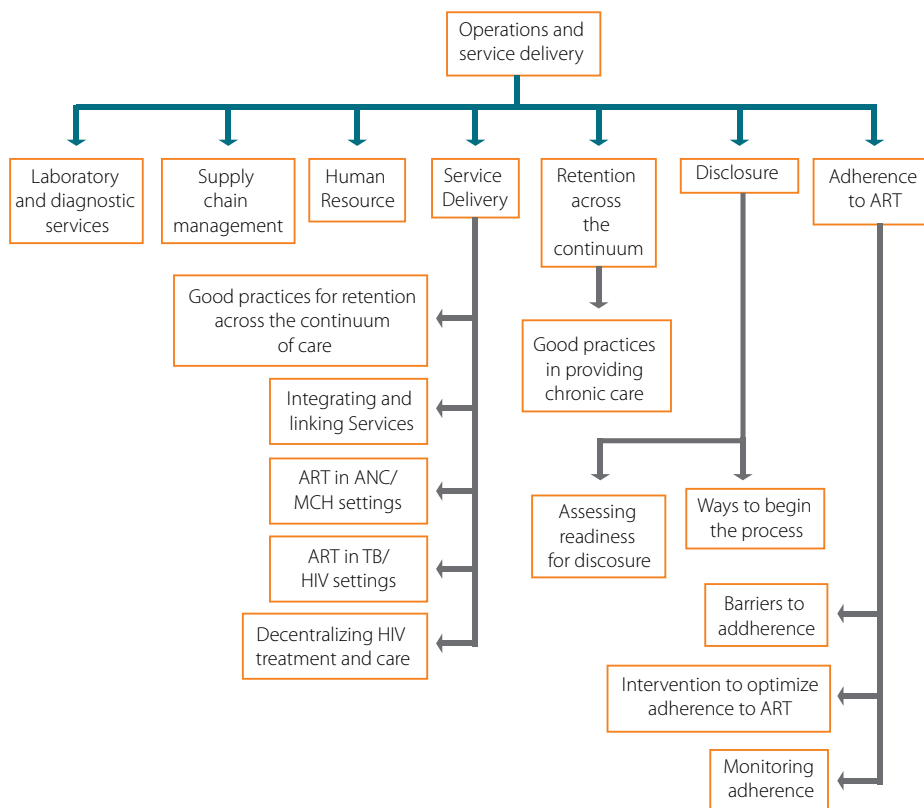 Operations and
service delivery
Laboratory
and diagnostic
services
Supply
chain
management
Human
Resource
Service
Delivery
Retention
across
the
continuum
Disclosure
Adherence
to ART
Good practices for retention
across the continuum
of care
Integrating and
linking Services
ART in ANC/
MCH settings
ART in TB/
HIV settings
Decentralizing HIV
treatment and care
Good practices
in providing
chronic care
Assessing
readiness
for discosure
Ways to begin
the process
Barriers to
addherence
Intervention to optimize
adherence to ART
Monitoring
adherence